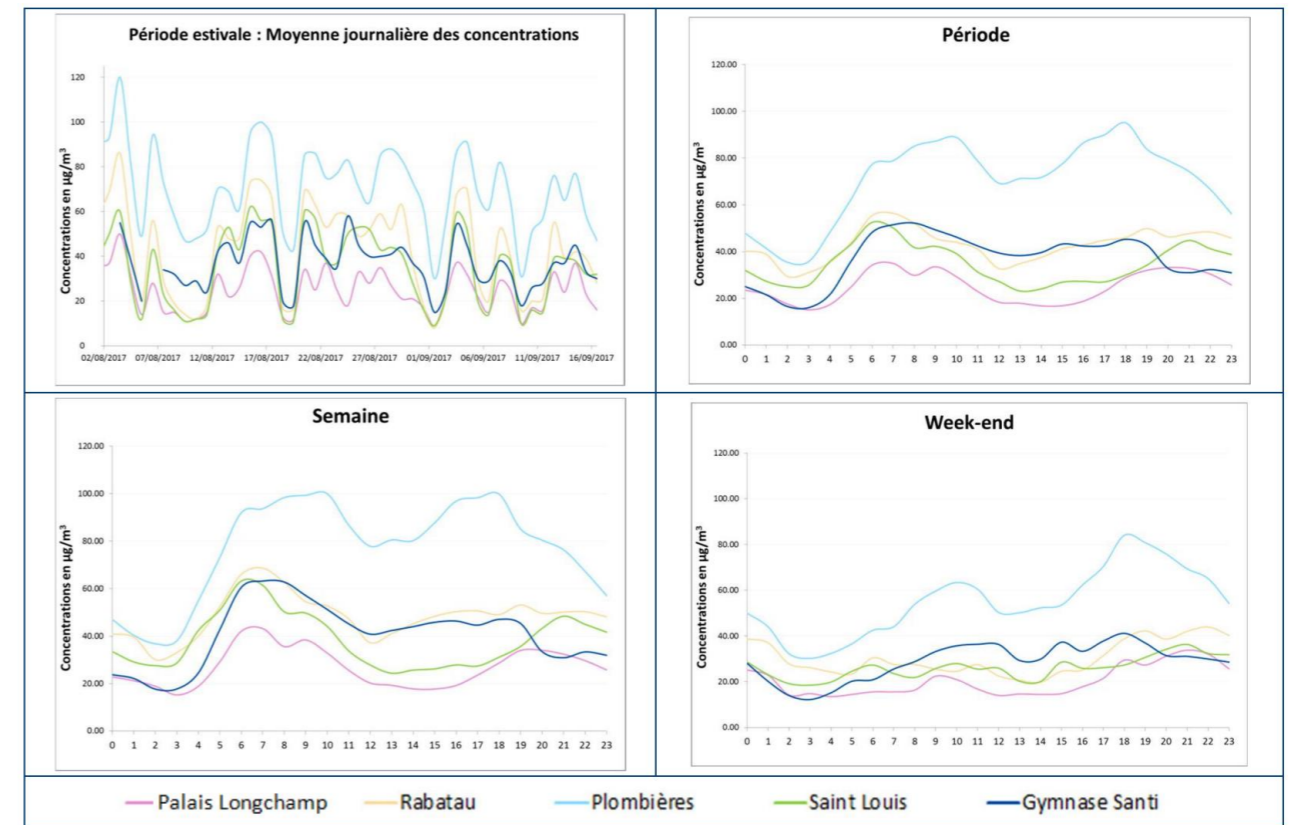 Période estivale : Moyenne journalière des concentrations
Concentrations en µg/m³
120
100
80
60
40
20
0
02/08/2017 07/08/2017 12/08/2017 17/08/2017 22/08/2017 27/08/2017 01/09/2017 06/09/2017 11/09/2017 16/09/2017
Période
Concentrations en µg/m³
120.00
100.00
80.00
60.00
40.00
20.00
0.00
0 1 2 3 4 5 6 7 8 9 10 11 12 13 14 15 16 17 18 19 20 21 22 23
Semaine
Concentrations en µg/m³
120.00
100.00
80.00
60.00
40.00
20.00
0.00
0 1 2 3 4 5 6 7 8 9 10 11 12 13 14 15 16 17 18 19 20 21 22 23
Week-end
Concentrations en µg/m³
120.00
100.00
80.00
60.00
40.00
20.00
0.00
0 1 2 3 4 5 6 7 8 9 10 11 12 13 14 15 16 17 18 19 20 21 22 23
Palais Longchamp Rabatau Plombières Saint Louis Gymnase Santi